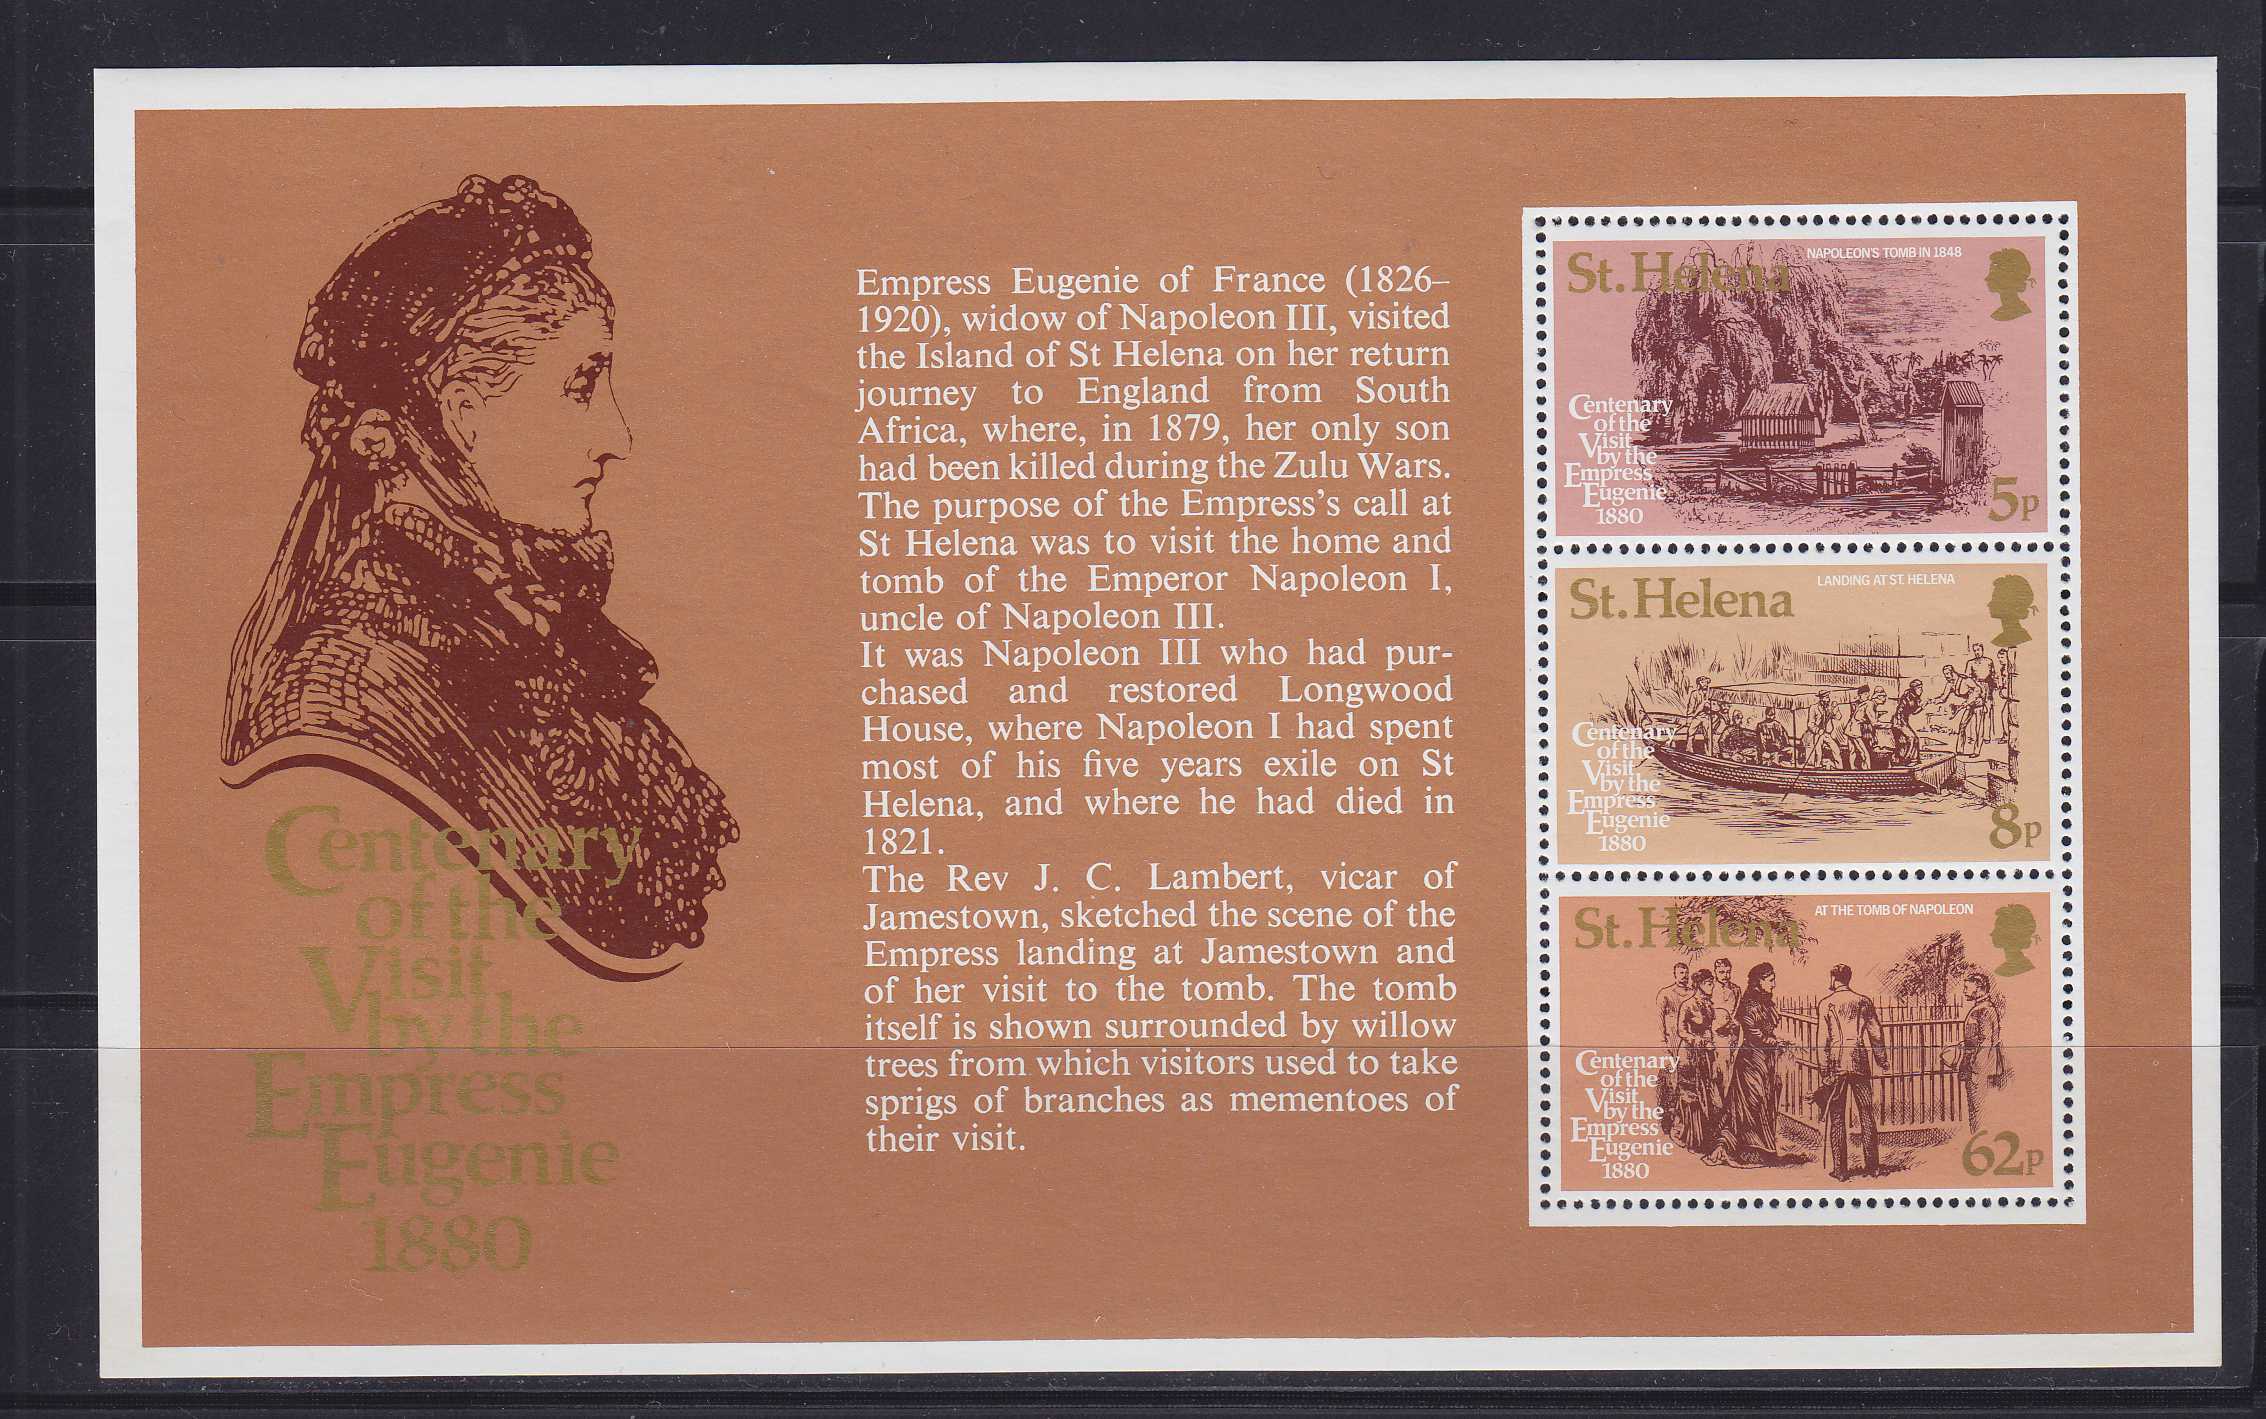 Empress Eugenie of France (1826–
1920), widow of Napoleon III, visited
the Island of St Helena on her return
journey to England from South
Africa, where, in 1879, her only son
had been killed during the Zulu Wars.
The purpose of the Empress's call at
St Helena was to visit the home and
tomb of the Emperor Napoleon I,
uncle of Napoleon III.
It was Napoleon III who had pur-
chased and restored Longwood
House, where Napoleon I had spent
most of his five years exile on St
Helena, and where he had died in
1821.
The Rev J. C. Lambert, vicar of
Jamestown, sketched the scene of the
Empress landing at Jamestown and
of her visit to the tomb. The tomb
itself is shown surrounded by willow
trees from which visitors used to take
sprigs of branches as mementoes of
their visit.
Centenary
of the
Visit
by the
Empress
Eugenie
1880
St. Helena
NAPOLEON'S TOMB IN 1848
Centenary
of the
Visit
by the
Empress
Eugenie
1880
5p
St. Helena
LANDING AT ST. HELENA
Centenary
of the
Visit
by the
Empress
Eugenie
1880
8p
St. Helena
AT THE TOMB OF NAPOLEON
Centenary
of the
Visit
by the
Empress
Eugenie
1880
62p